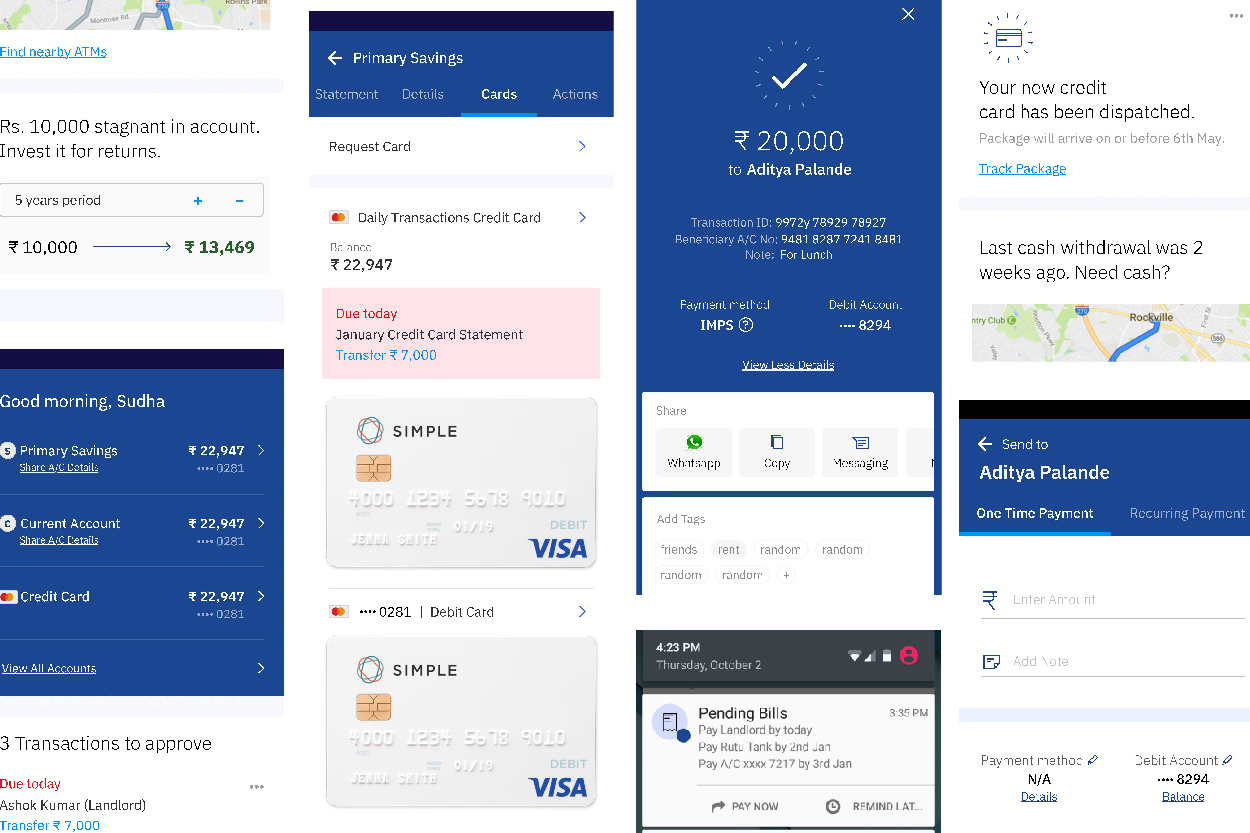 Rollins Park
Montrose Rd
Find nearby ATMs
Rs. 10,000 stagnant in account.
Invest it for returns.
5 years period + −
₹ 10,000 ₹ 13,469
Good morning, Sudha
S Primary Savings ₹ 22,947
Share A/C Details •••• 0281
C Current Account ₹ 22,947
Share A/C Details •••• 0281
Credit Card ₹ 22,947
•••• 0281
View All Accounts
3 Transactions to approve
Due today
Ashok Kumar (Landlord)
Transfer ₹ 7,000
Primary Savings
Statement Details Cards Actions
Request Card
Daily Transactions Credit Card
Balance
₹ 22,947
Due today
January Credit Card Statement
Transfer ₹ 7,000
SIMPLE
4000 1234 5678 9010
4000
01/19
DEBIT
VISA
•••• 0281 | Debit Card
SIMPLE
4000 1234 5678 9010
4000
01/19
DEBIT
VISA
₹ 20,000
to Aditya Palande
Transaction ID: 9972y 78929 78927
Beneficiary A/C No: 9481 8287 7241 8481
Note: For Lunch
Payment method Debit Account
IMPS ? •••• 8294
View Less Details
Share
Whatsapp Copy Messaging
Add Tags
friends rent random random
random random +
4:23 PM
Thursday, October 2
Pending Bills 3:35 PM
Pay Landlord by today
Pay Rutu Tank by 2nd Jan
Pay A/C xxxx 7217 by 3rd Jan
PAY NOW REMIND LAT...
Your new credit
card has been dispatched.
Package will arrive on or before 6th May.
Track Package
Last cash withdrawal was 2
weeks ago. Need cash?
270
ntry Club
Rockville
First St
586
Send to
Aditya Palande
One Time Payment Recurring Payment
₹ Enter Amount
Add Note
Payment method Debit Account
N/A •••• 8294
Details Balance